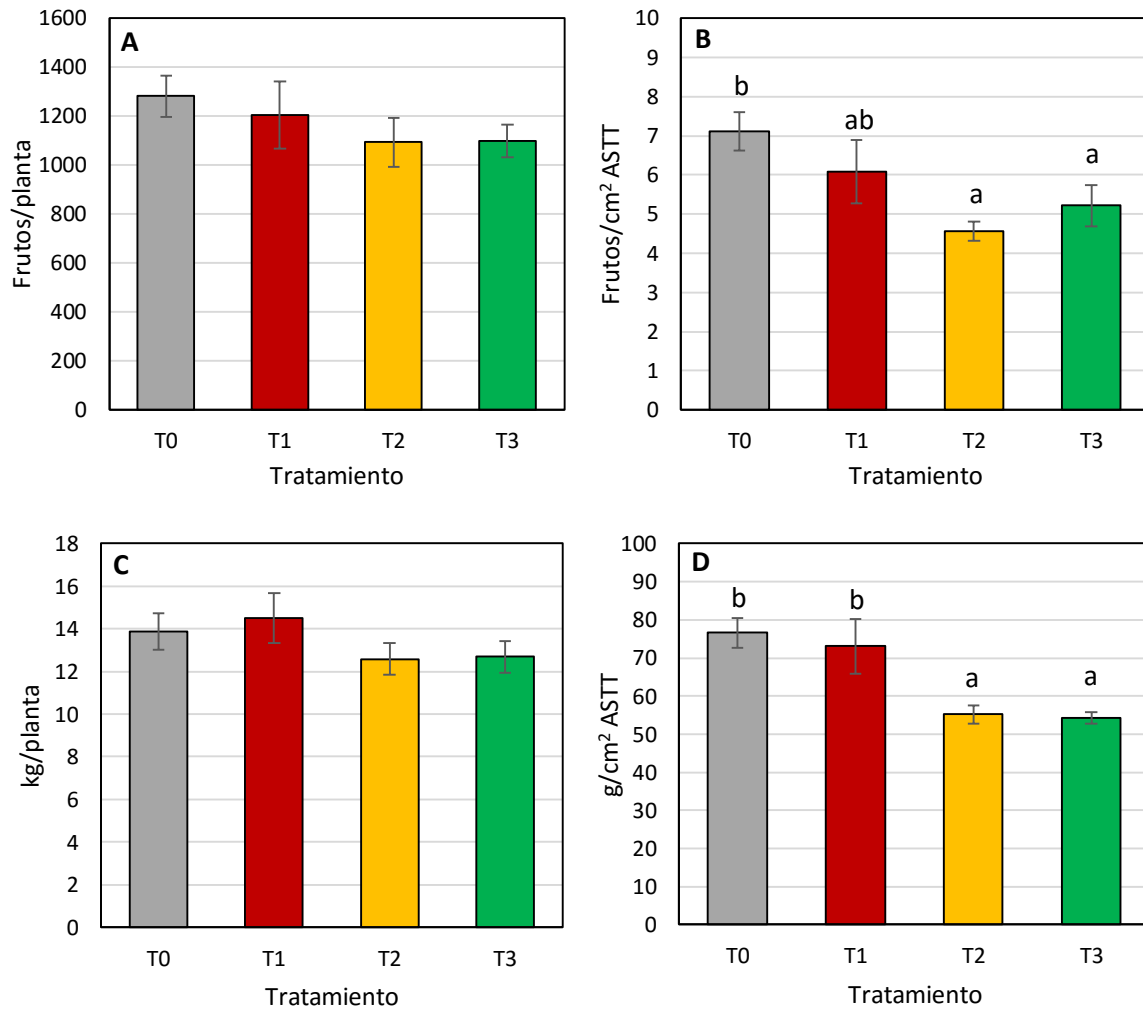 A
Frutos/planta
1600
1400
1200
1000
800
600
400
200
0
T0 T1 T2 T3
Tratamiento
B
Frutos/cm² ASTT
10
9
8
7
6
5
4
3
2
1
0
b ab a a
T0 T1 T2 T3
Tratamiento
C
kg/planta
18
16
14
12
10
8
6
4
2
0
T0 T1 T2 T3
Tratamiento
D
g/cm² ASTT
100
90
80
70
60
50
40
30
20
10
0
b b a a
T0 T1 T2 T3
Tratamiento